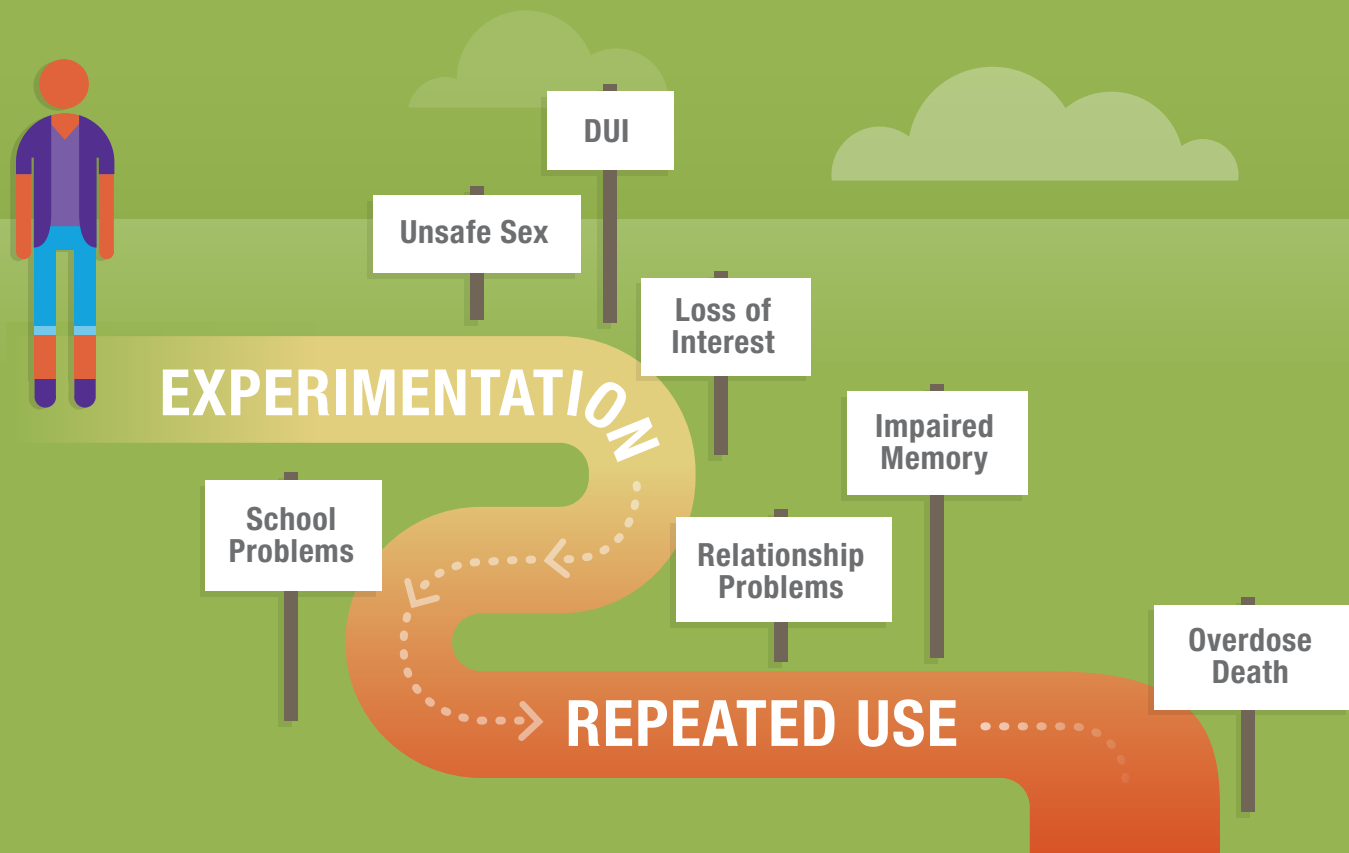 DUI
Unsafe Sex
Loss of
Interest
EXPERIMENTATION
Impaired
Memory
School
Problems
Relationship
Problems
Overdose
Death
REPEATED USE